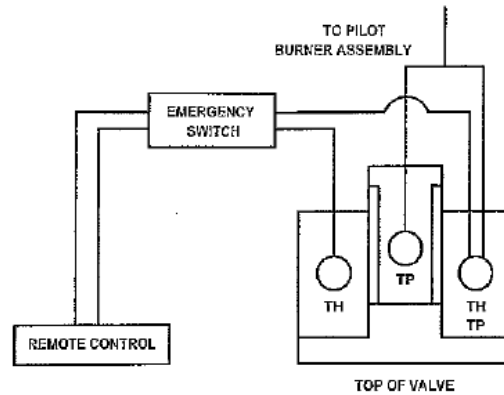 TO PILOT
BURNER ASSEMBLY
EMERGENCY
SWITCH
TH
TP
TH
TP
REMOTE CONTROL
TOP OF VALVE